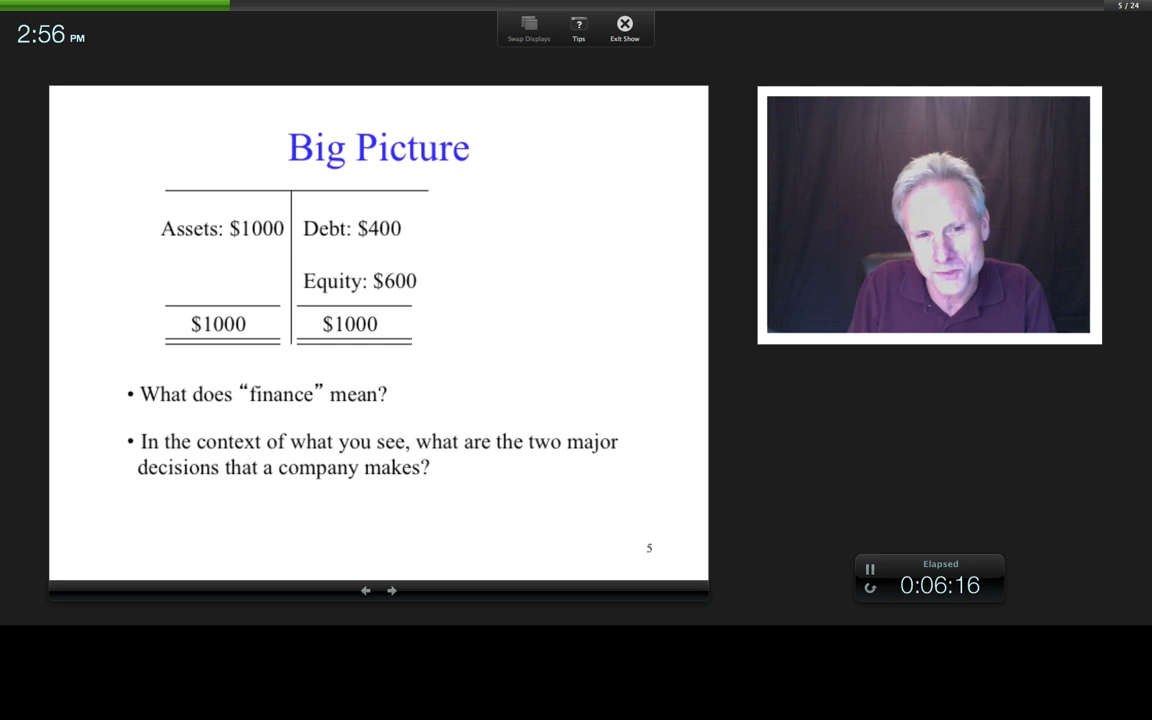 5 / 24
2:56 PM
Swap Displays
Tips
Exit Show
Big Picture
Assets: $1000
Debt: $400
Equity: $600
$1000
$1000
• What does “finance” mean?
• In the context of what you see, what are the two major
decisions that a company makes?
5
Elapsed
0:06:16